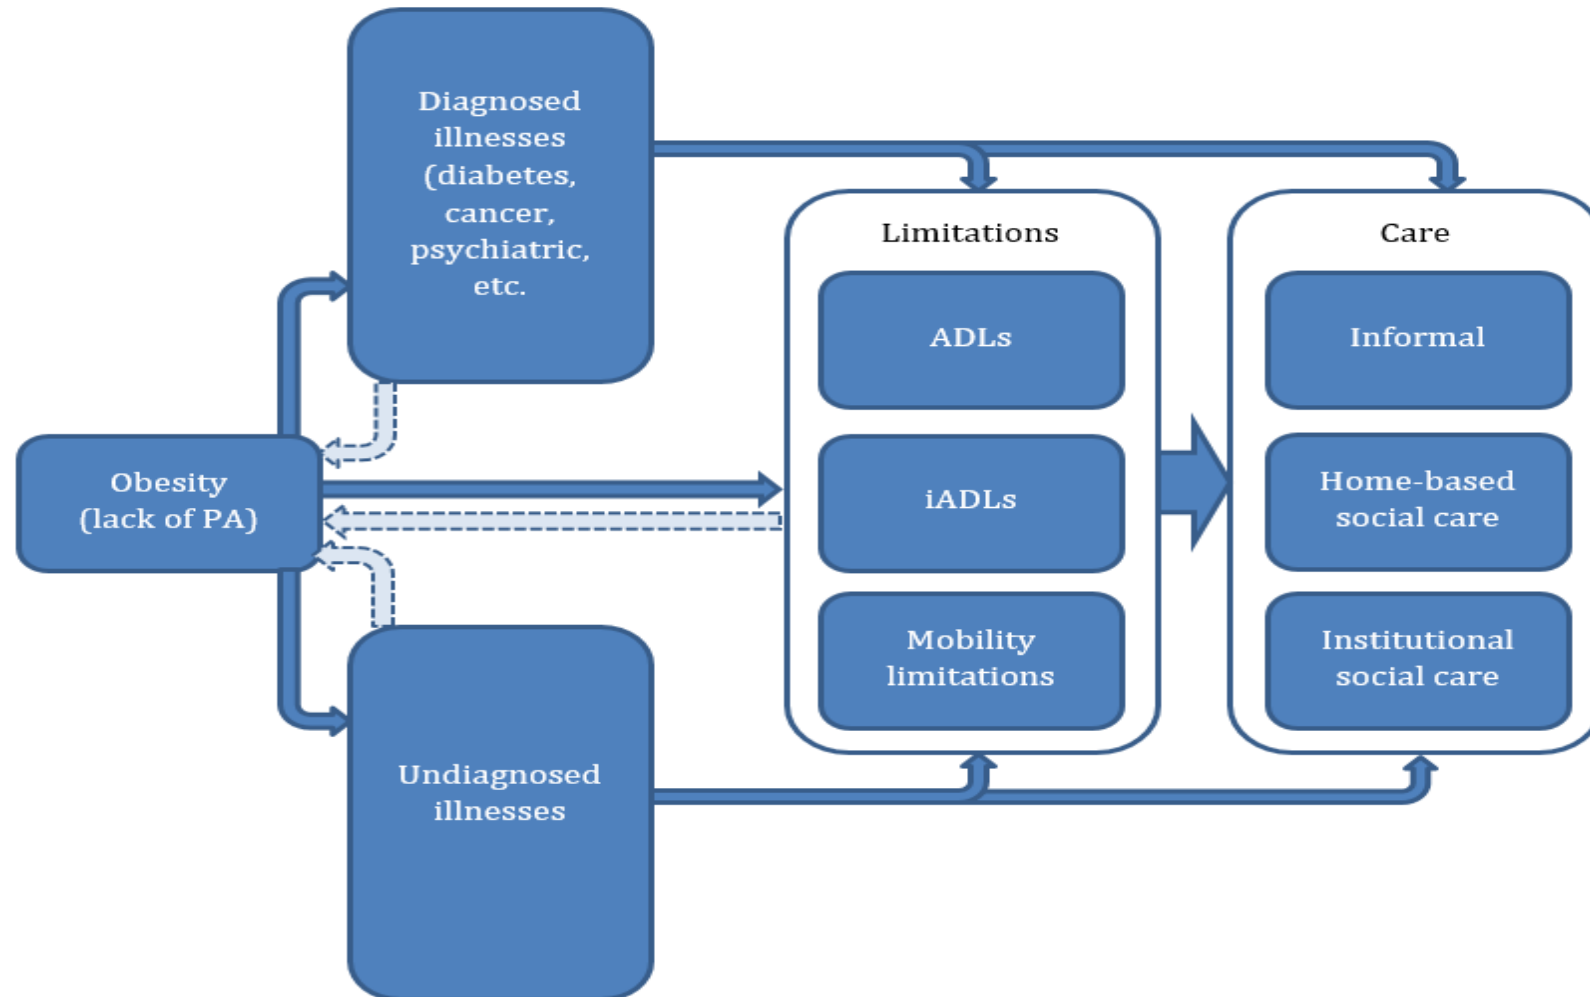 Diagnosed
illnesses
(diabetes,
cancer,
psychiatric,
etc.
Obesity
(lack of PA)
Undiagnosed
illnesses
Limitations
ADLs
iADLs
Mobility
limitations
Care
Informal
Home-based
social care
Institutional
social care